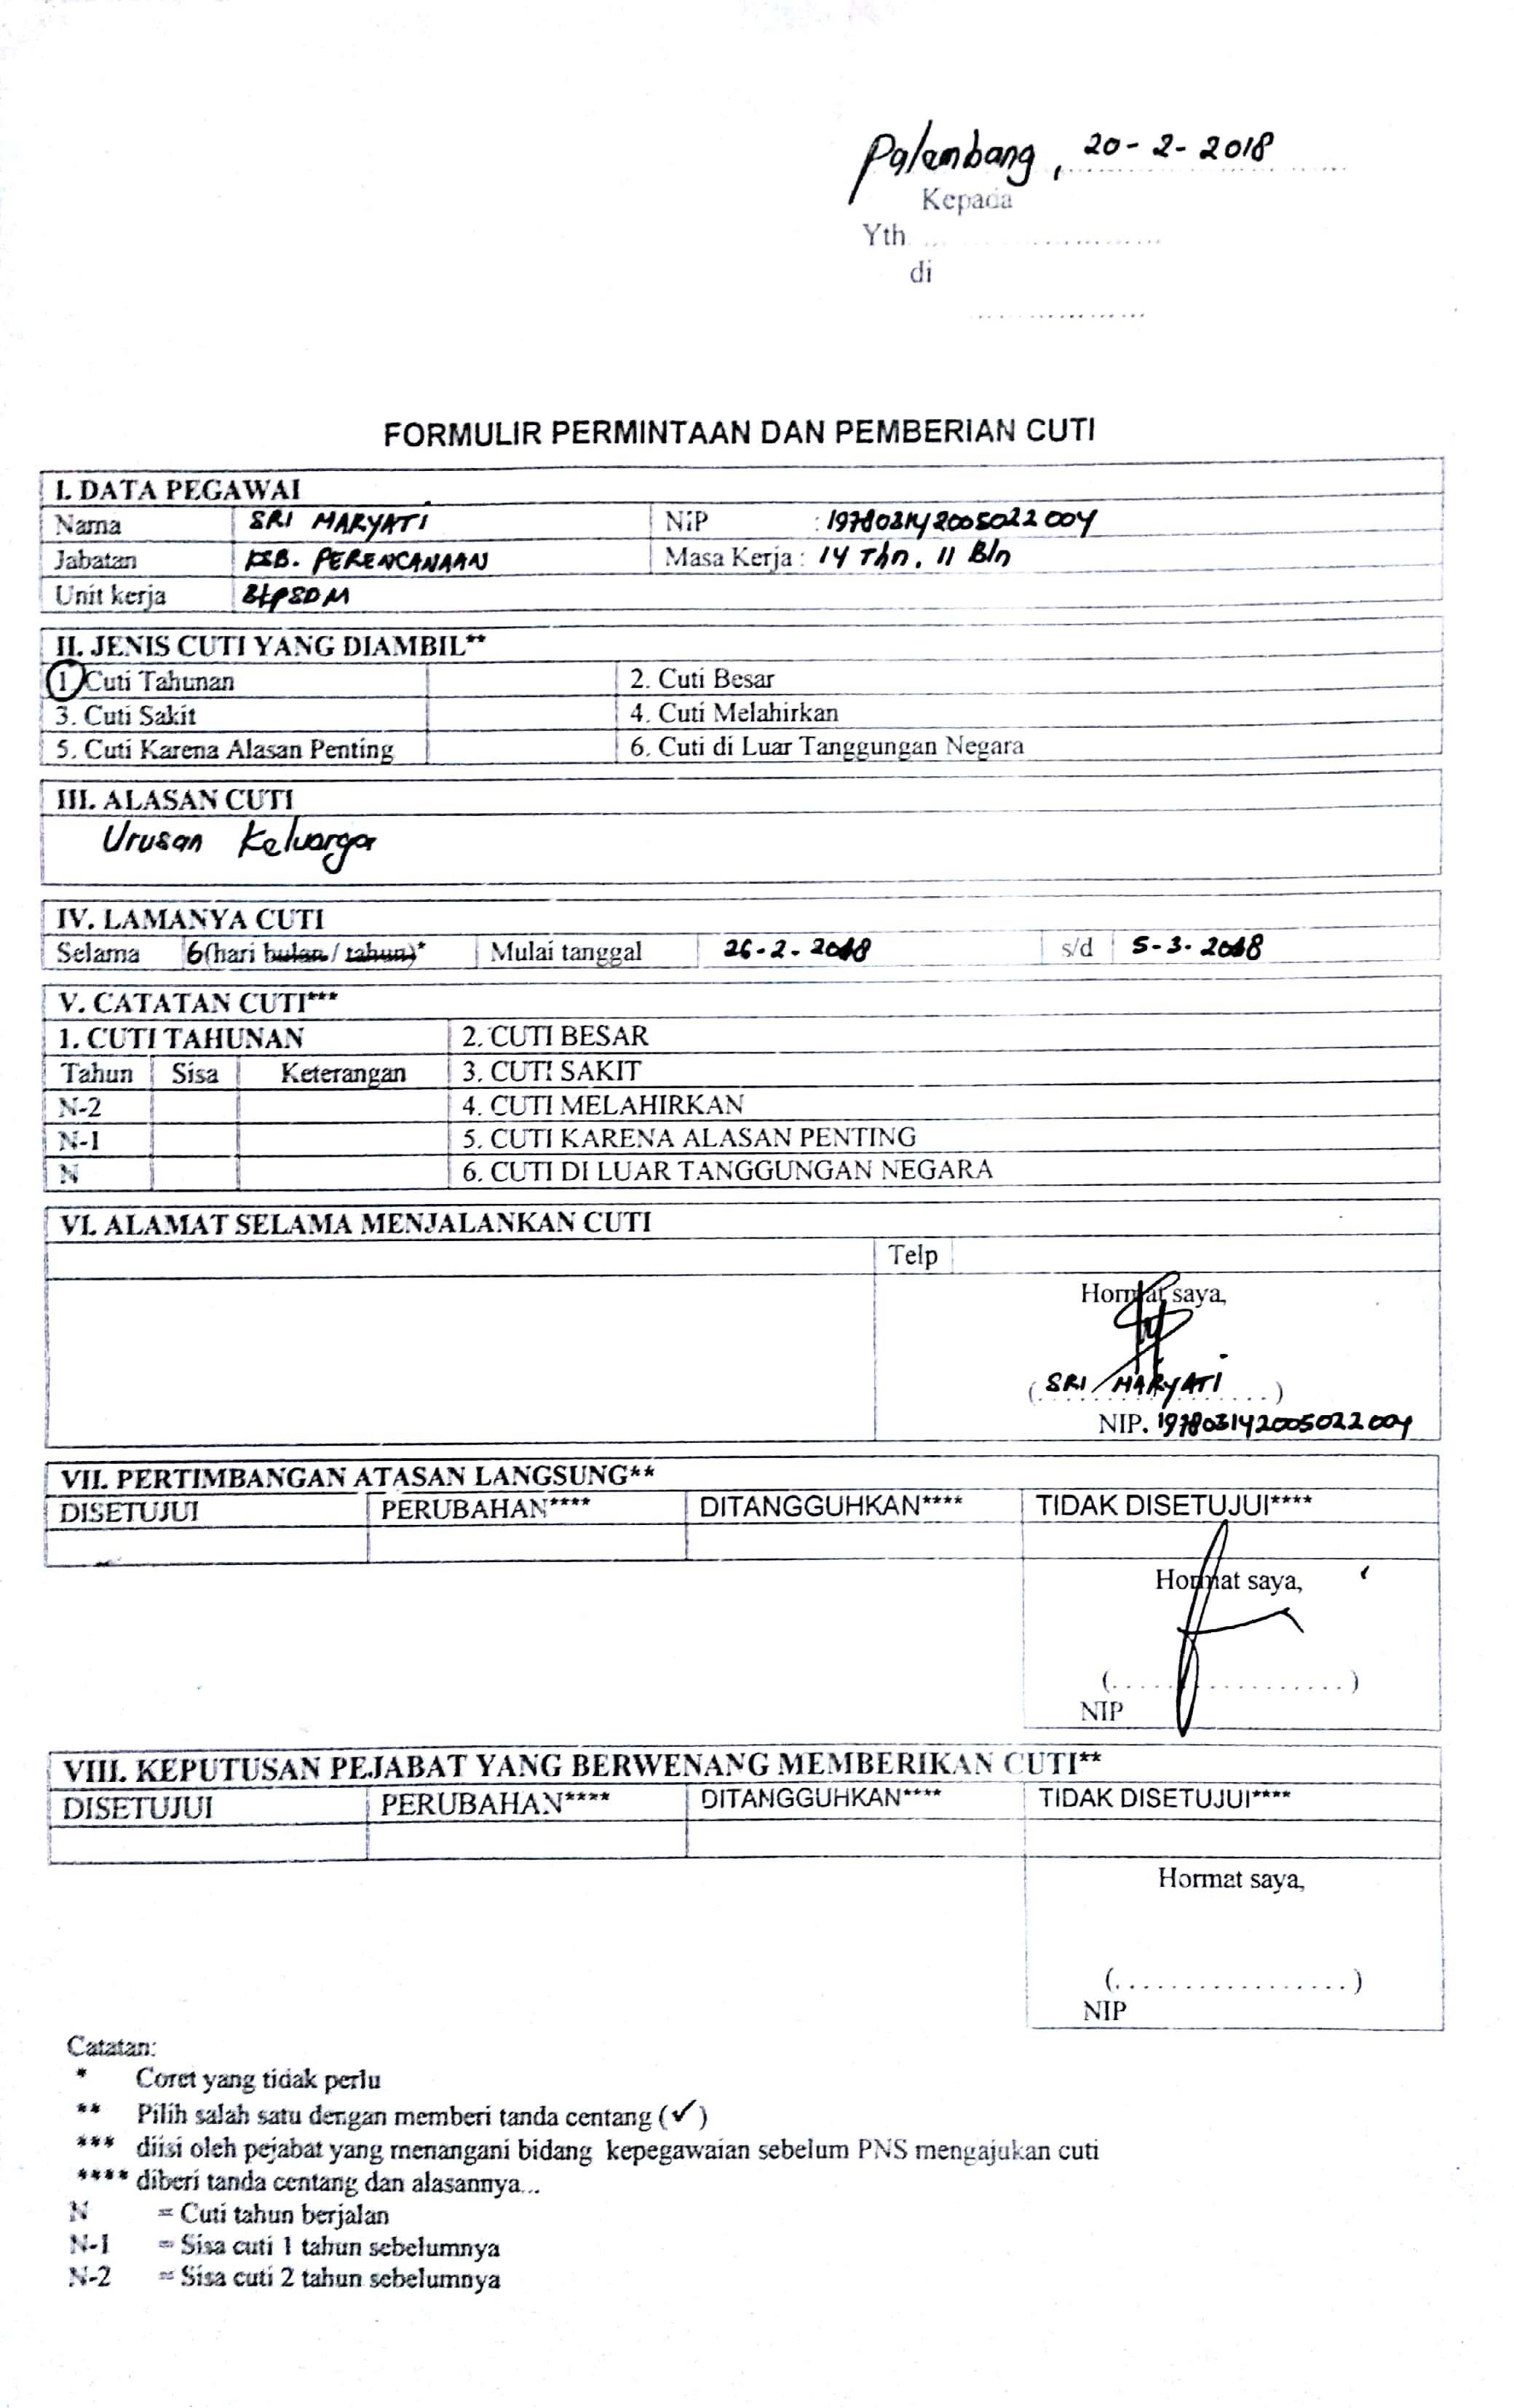 Palembang, 20-2-2018
Kepada
Yth. .........................
di
...................
FORMULIR PERMINTAAN DAN PEMBERIAN CUTI
I. DATA PEGAWAI
Nama SRI MARYATI NIP : 197803142005022004
Jabatan KSB. PERENCANAAN Masa Kerja : 14 Thn, 11 Bln
Unit kerja BKPSDM
II. JENIS CUTI YANG DIAMBIL**
1. Cuti Tahunan 2. Cuti Besar
3. Cuti Sakit 4. Cuti Melahirkan
5. Cuti Karena Alasan Penting 6. Cuti di Luar Tanggungan Negara
III. ALASAN CUTI
Urusan Keluarga
IV. LAMANYA CUTI
Selama 6(hari bulan / tahun)* Mulai tanggal 26-2-2018 s/d 5-3-2018
V. CATATAN CUTI***
1. CUTI TAHUNAN 2. CUTI BESAR
Tahun Sisa Keterangan 3. CUTI SAKIT
N-2 4. CUTI MELAHIRKAN
N-1 5. CUTI KARENA ALASAN PENTING
N 6. CUTI DI LUAR TANGGUNGAN NEGARA
VI. ALAMAT SELAMA MENJALANKAN CUTI
Telp
Hormat saya,
(SRI MARYATI)
NIP. 197803142005022004
VII. PERTIMBANGAN ATASAN LANGSUNG**
DISETUJUI PERUBAHAN**** DITANGGUHKAN**** TIDAK DISETUJUI****
Hormat saya,
(. . . . . . . . . . . . . . . . .)
NIP
VIII. KEPUTUSAN PEJABAT YANG BERWENANG MEMBERIKAN CUTI**
DISETUJUI PERUBAHAN**** DITANGGUHKAN**** TIDAK DISETUJUI****
Hormat saya,
(. . . . . . . . . . . . . . . . .)
NIP
Catatan:
* Coret yang tidak perlu
** Pilih salah satu dengan memberi tanda centang (✓)
*** diisi oleh pejabat yang menangani bidang kepegawaian sebelum PNS mengajukan cuti
**** diberi tanda centang dan alasannya...
N = Cuti tahun berjalan
N-1 = Sisa cuti 1 tahun sebelumnya
N-2 = Sisa cuti 2 tahun sebelumnya